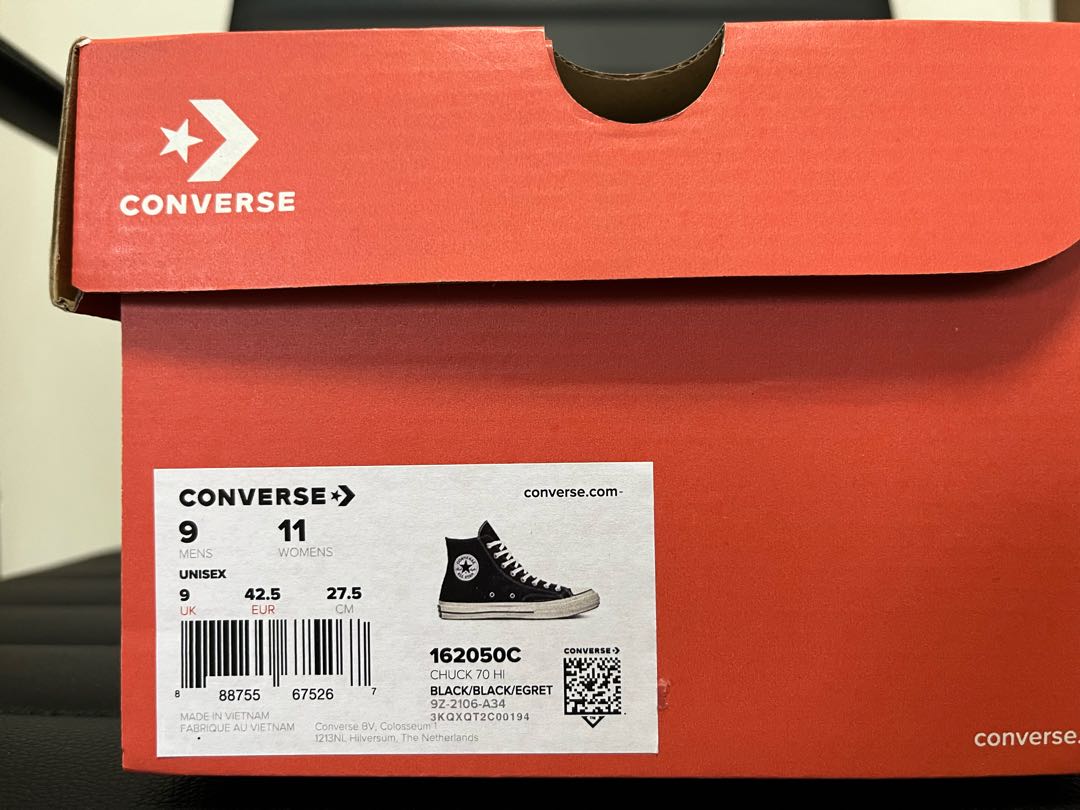 CONVERSE
CONVERSE
converse.com
9 11
MENS WOMENS
UNISEX
9 42.5 27.5
UK EUR CM
8 88755 67526 7
MADE IN VIETNAM
FABRIQUE AU VIETNAM
Converse BV, Colosseum 1
1213NL Hilversum, The Netherlands
162050C
CHUCK 70 HI
BLACK/BLACK/EGRET
9Z-2106-A34
3KQXQT2C00194
CONVERSE
converse.